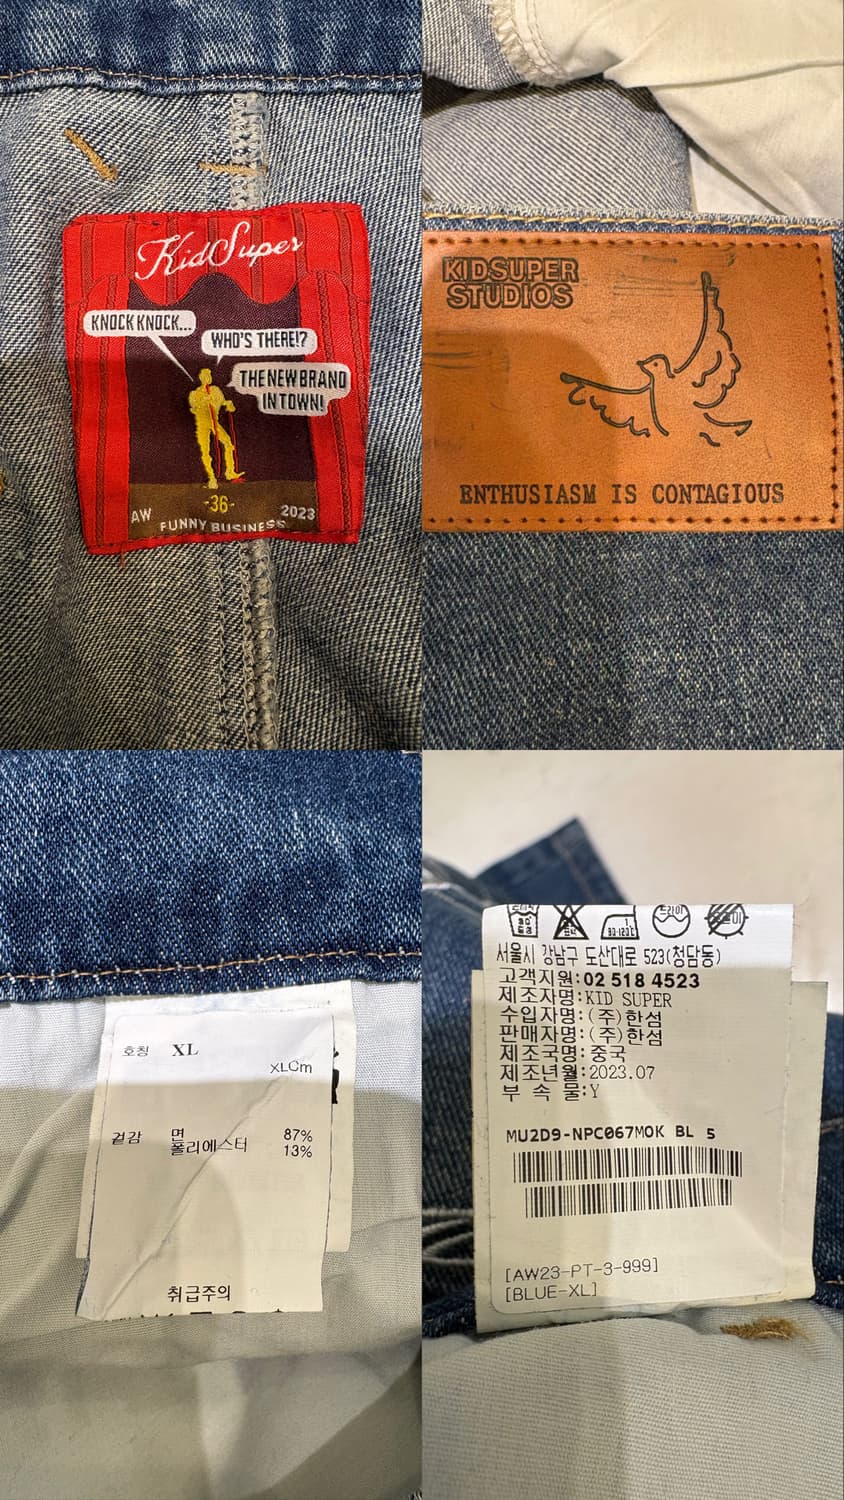 KidSuper
KNOCK KNOCK...
WHO'S THERE!?
THE NEW BRAND
IN TOWN!
-36-
AW
2023
FUNNY BUSINESS
KIDSUPER
STUDIOS
ENTHUSIASM IS CONTAGIOUS
호칭 XL
XLCm
겉감 면 87%
폴리에스터 13%
취급주의
서울시 강남구 도산대로 523(청담동)
고객지원:02 518 4523
제조자명:KID SUPER
수입자명:(주)한섬
판매자명:(주)한섬
제조국명:중국
제조년월:2023.07
부 속 물:Y
MU2D9-NPC067MOK BL 5
[AW23-PT-3-999]
[BLUE-XL]